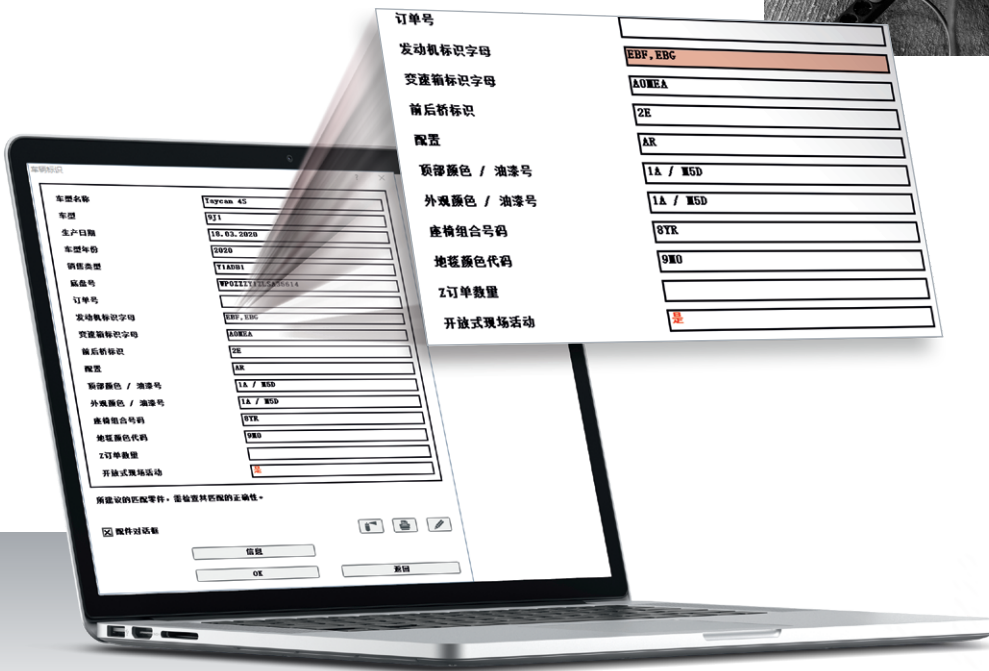 订单号
发动机标识字母 EBF,EBG
变速箱标识字母 A0MEA
前后桥标识 2E
配置 AR
顶部颜色 / 油漆号 1A / M5D
外观颜色 / 油漆号 1A / M5D
座椅组合号码 8YR
地毯颜色代码 9M0
Z订单数量
开放式现场活动 是
车辆标识
车型名称 Taycan 4S
车型 9J1
生产日期 18.03.2020
车型年份 2020
销售类型 Y1ADB1
底盘号
订单号
发动机标识字母 EBF,EBG
变速箱标识字母 A0MEA
前后桥标识 2E
配置 AR
顶部颜色 / 油漆号 1A / M5D
外观颜色 / 油漆号 1A / M5D
座椅组合号码 8YR
地毯颜色代码 9M0
Z订单数量
开放式现场活动 是
所建议的匹配零件。需检查其匹配的正确性。
配件对话框
信息
OK 返回